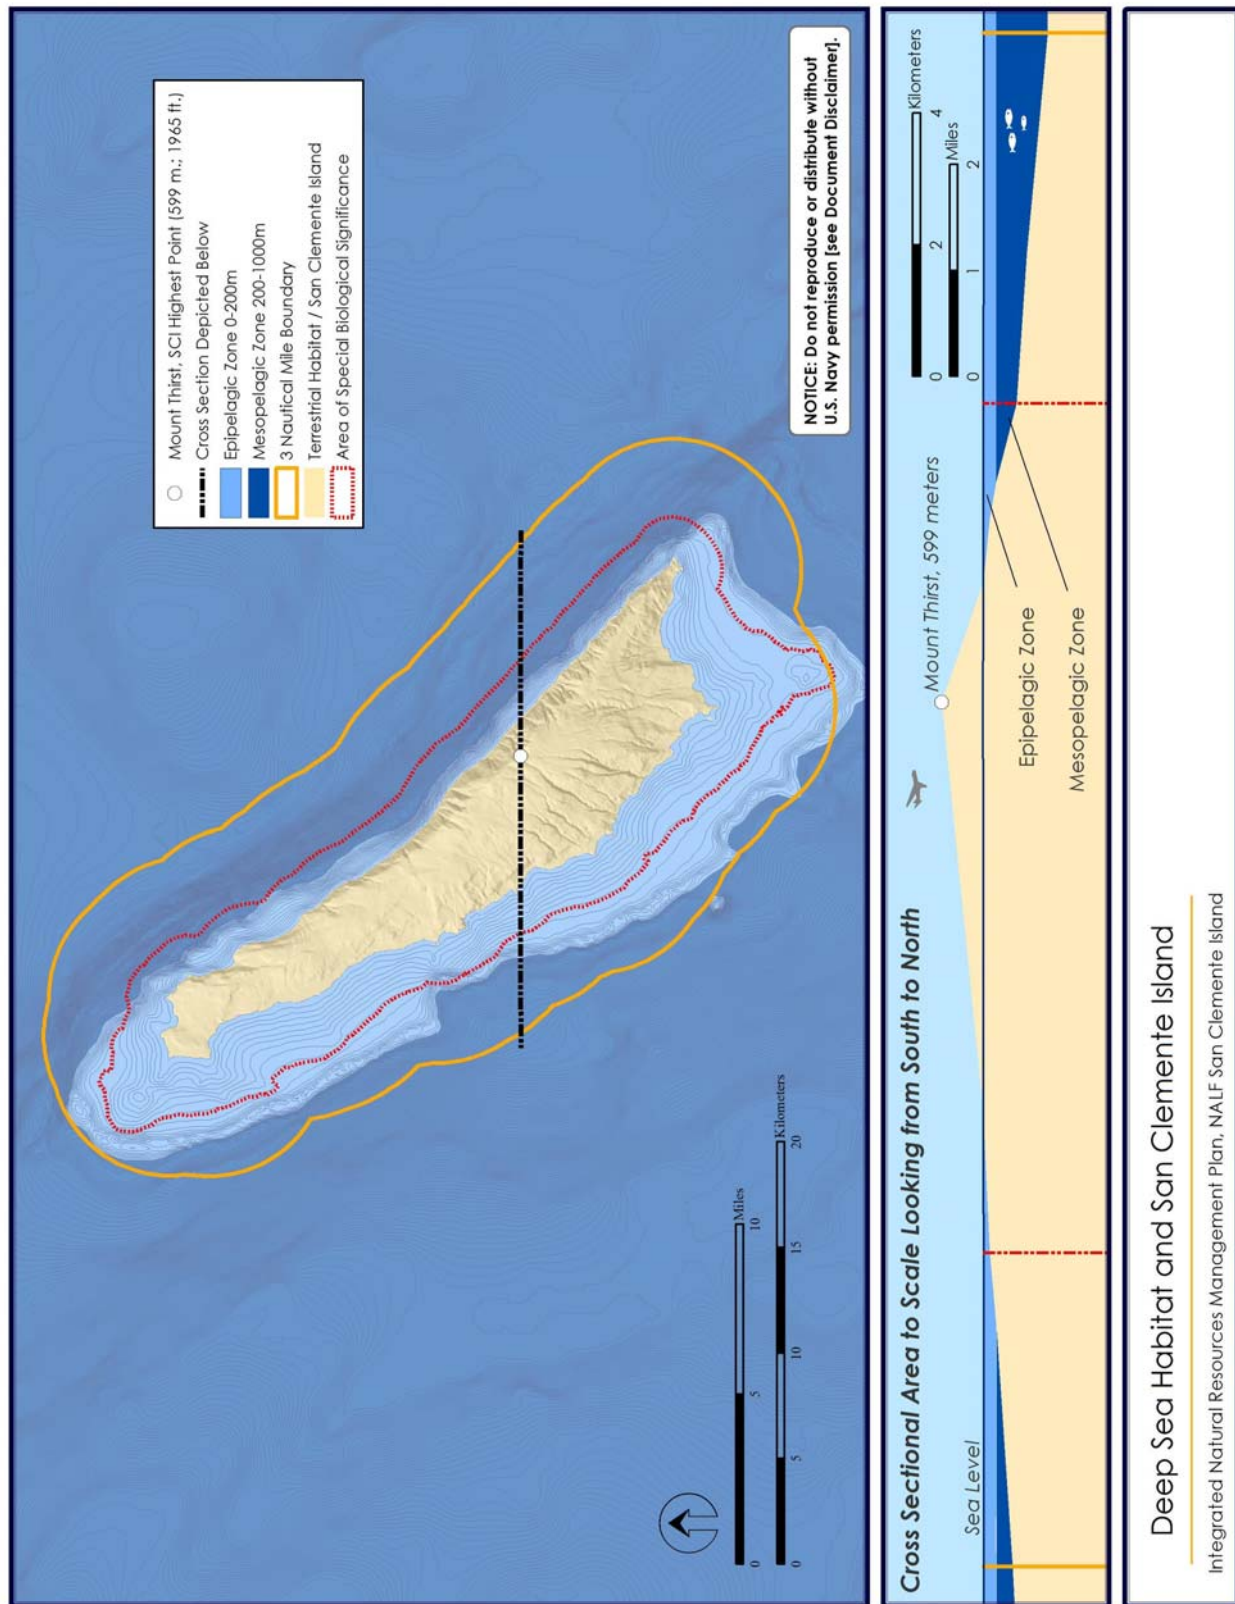 Mount Thirst, SCI Highest Point (599 m.; 1965 ft.)
Cross Section Depicted Below
Epipelagic Zone 0-200m
Mesopelagic Zone 200-1000m
3 Nautical Mile Boundary
Terrestrial Habitat / San Clemente Island
Area of Special Biological Significance
Miles
0 5 10
Kilometers
0 5 10 15 20
NOTICE: Do not reproduce or distribute without
U.S. Navy permission [see Document Disclaimer].
Cross Sectional Area to Scale Looking from South to North
Mount Thirst, 599 meters
Kilometers
0 2 4
Miles
0 1 2
Sea Level
Epipelagic Zone
Mesopelagic Zone
Deep Sea Habitat and San Clemente Island
Integrated Natural Resources Management Plan, NALF San Clemente Island